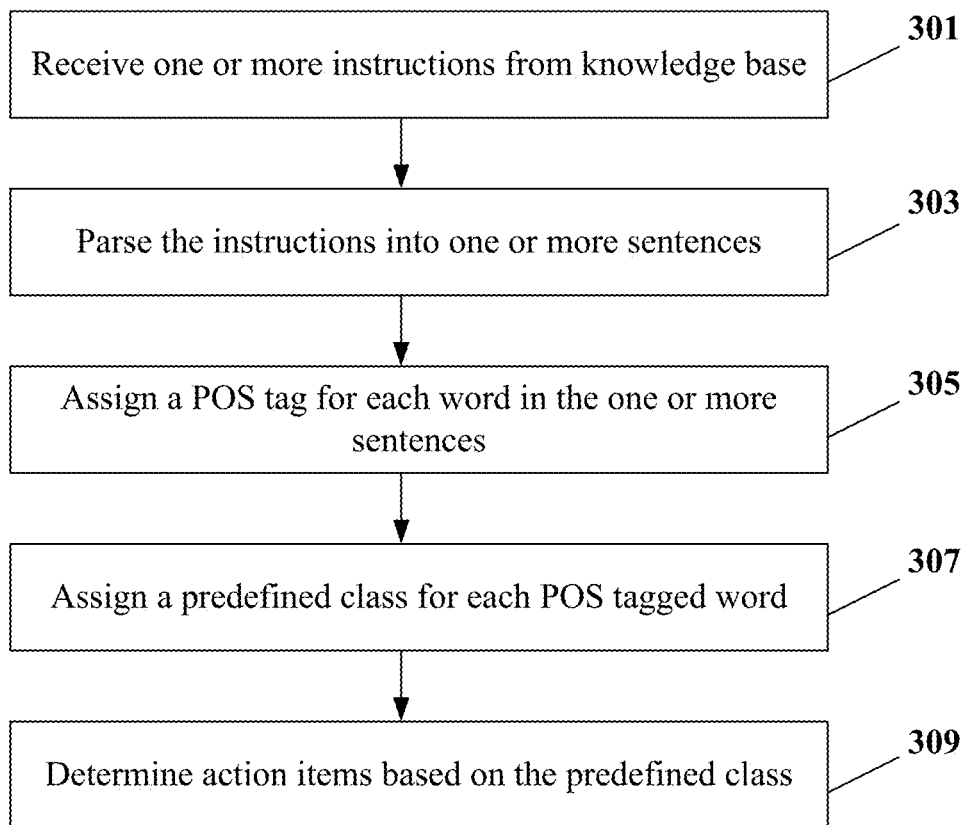 301
Receive one or more instructions from knowledge base
303
Parse the instructions into one or more sentences
305
Assign a POS tag for each word in the one or more
sentences
307
Assign a predefined class for each POS tagged word
309
Determine action items based on the predefined class